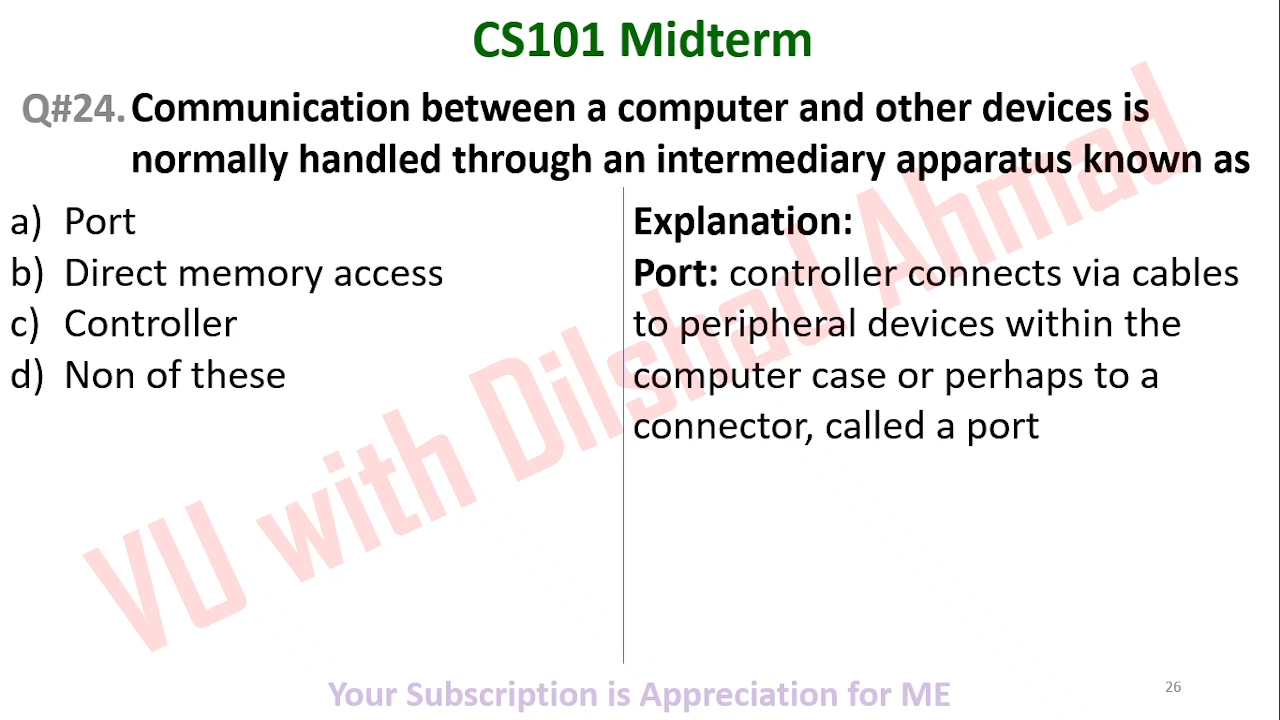 CS101 Midterm
Q#24. Communication between a computer and other devices is
normally handled through an intermediary apparatus known as
a) Port
b) Direct memory access
c) Controller
d) Non of these
Explanation:
Port: controller connects via cables
to peripheral devices within the
computer case or perhaps to a
connector, called a port
VU with Dilshad Ahmad
Your Subscription is Appreciation for ME
26